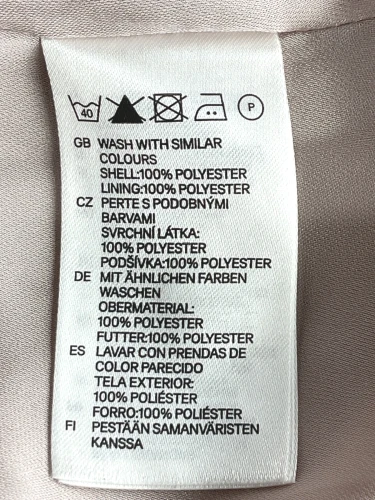 40
P
GB WASH WITH SIMILAR
COLOURS
SHELL:100% POLYESTER
LINING:100% POLYESTER
CZ PERTE S PODOBNÝMI
BARVAMI
SVRCHNÍ LÁTKA:
100% POLYESTER
PODŠÍVKA:100% POLYESTER
DE MIT ÄHNLICHEN FARBEN
WASCHEN
OBERMATERIAL:
100% POLYESTER
FUTTER:100% POLYESTER
ES LAVAR CON PRENDAS DE
COLOR PARECIDO
TELA EXTERIOR:
100% POLIÉSTER
FORRO:100% POLIÉSTER
FI PESTÄÄN SAMANVÄRISTEN
KANSSA